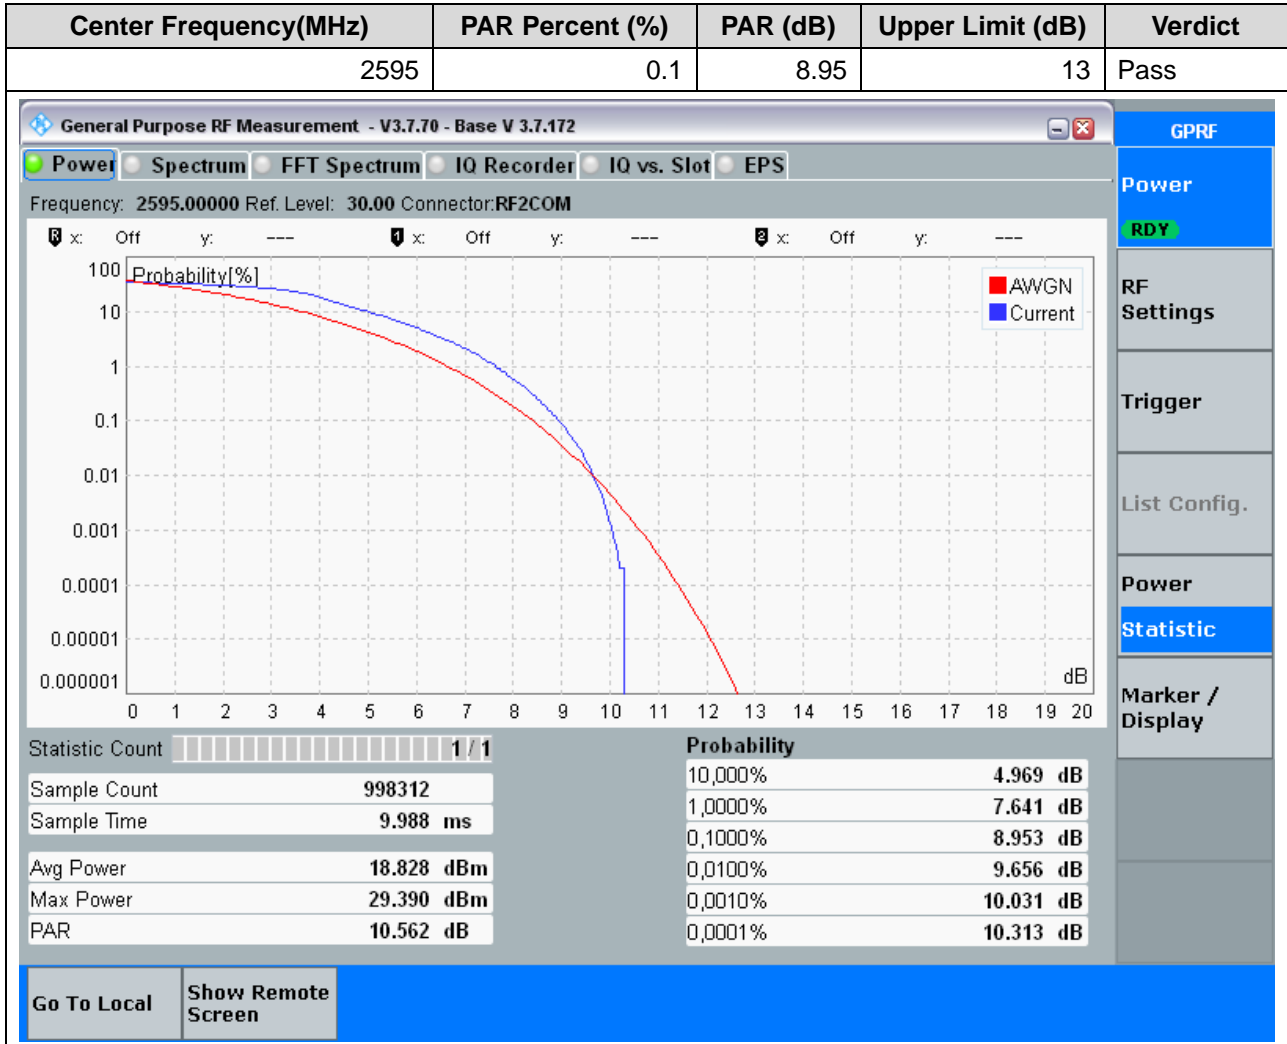 Center Frequency(MHz) PAR Percent (%) PAR (dB) Upper Limit (dB) Verdict
2595 0.1 8.95 13 Pass
General Purpose RF Measurement - V3.7.70 - Base V 3.7.172
GPRF
Power Spectrum FFT Spectrum IQ Recorder IQ vs. Slot EPS
Power
RDY
Frequency: 2595.00000 Ref. Level: 30.00 Connector:RF2COM
R x: Off y: --- 1 x: Off y: --- 2 x: Off y: ---
Probability[%]
AWGN
Current
100
10
1
0.1
0.01
0.001
0.0001
0.00001
0.000001
dB
0 1 2 3 4 5 6 7 8 9 10 11 12 13 14 15 16 17 18 19 20
RF
Settings
Trigger
List Config.
Power
Statistic
Marker /
Display
Statistic Count 1 / 1
Sample Count 998312
Sample Time 9.988 ms
Avg Power 18.828 dBm
Max Power 29.390 dBm
PAR 10.562 dB
Probability
10,000% 4.969 dB
1,0000% 7.641 dB
0,1000% 8.953 dB
0,0100% 9.656 dB
0,0010% 10.031 dB
0,0001% 10.313 dB
Go To Local
Show Remote
Screen